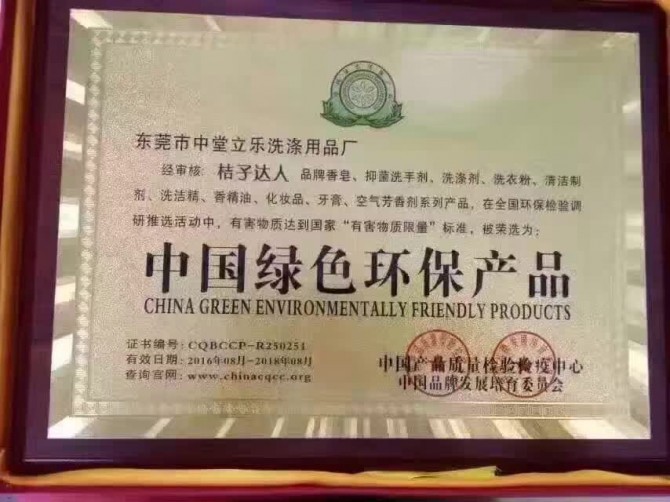 东莞市中堂立乐洗涤用品厂
经审核: 桔子达人 品牌香皂、抑菌洗手剂、洗涤剂、洗衣粉、清洁制
剂、洗洁精、香精油、化妆品、牙膏、空气芳香剂系列产品，在全国环保检验调
研推选活动中，有害物质达到国家“有害物质限量”标准，被荣选为:
中国绿色环保产品
CHINA GREEN ENVIRONMENTALLY FRIENDLY PRODUCTS
证书编号: CQBCCP-R250251
有效日期: 2016年08月-2018年08月
查询官网: www.chinacqcc.org
中国产品质量检验检疫中心
中国品牌发展培育委员会